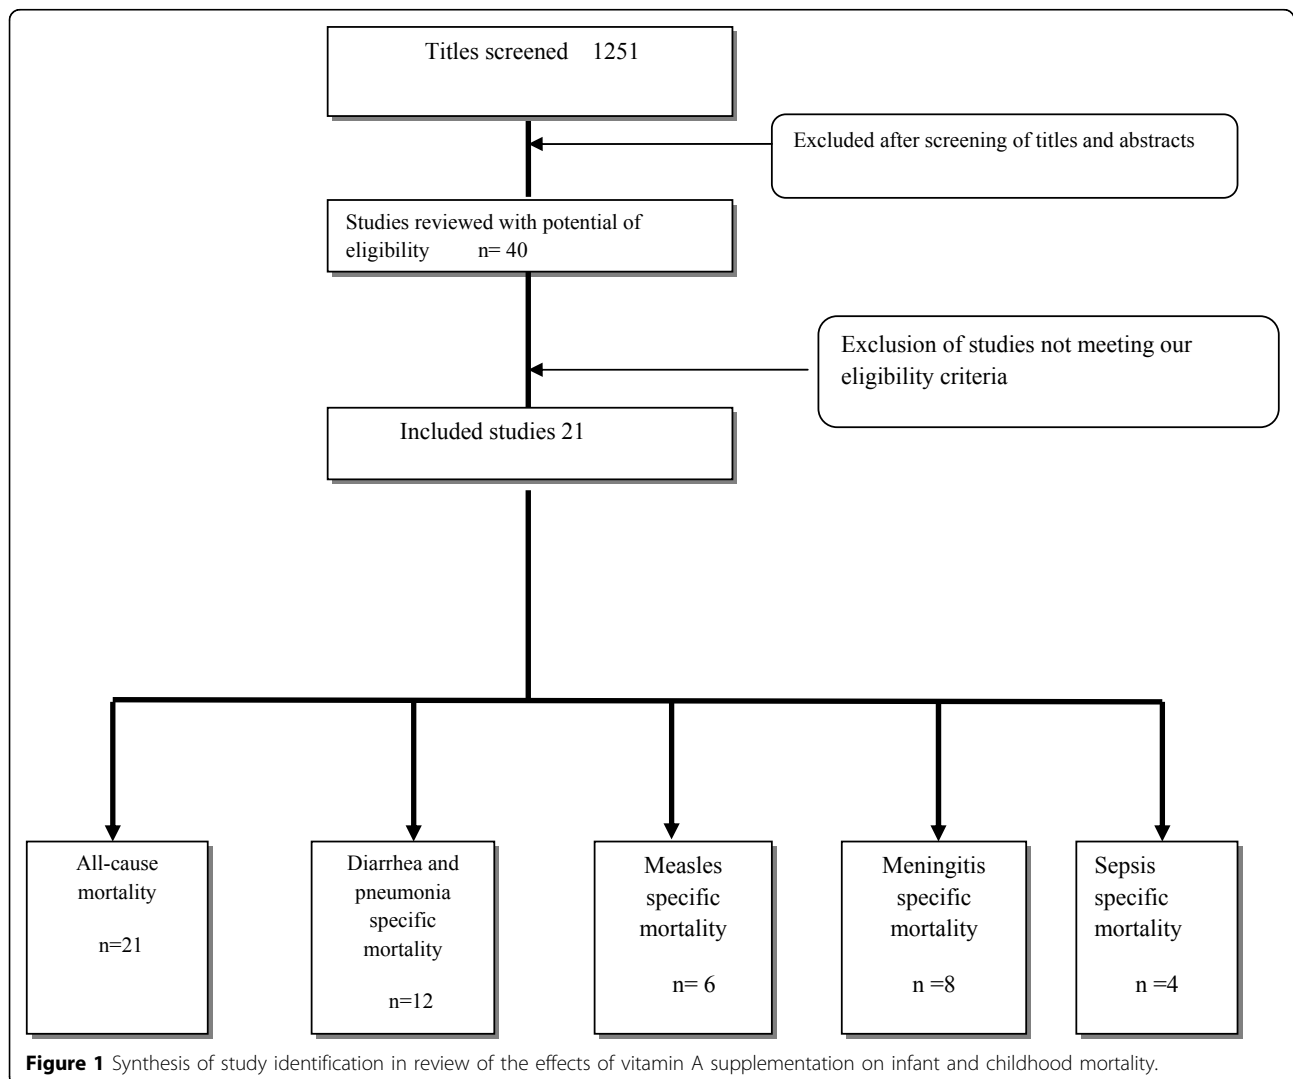 Titles screened 1251
Excluded after screening of titles and abstracts
Studies reviewed with potential of
eligibility n= 40
Exclusion of studies not meeting our
eligibility criteria
Included studies 21
All-cause
mortality
n=21
Diarrhea and
pneumonia
specific
mortality
n=12
Measles
specific
mortality
n= 6
Meningitis
specific
mortality
n =8
Sepsis
specific
mortality
n =4
Figure 1 Synthesis of study identification in review of the effects of vitamin A supplementation on infant and childhood mortality.